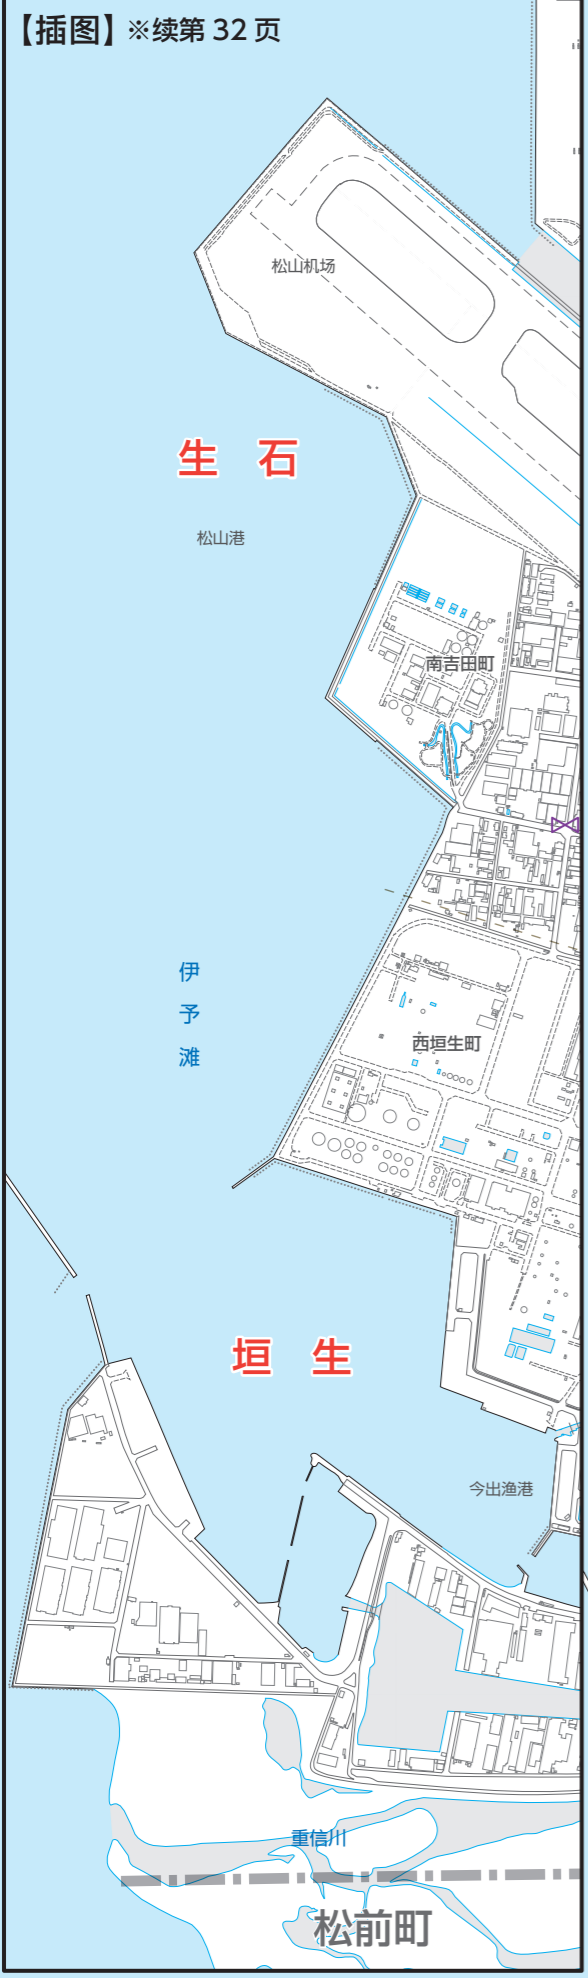 【插图】※续第 32 页
松山机场
生 石
松山港
南吉田町
伊
予
滩
西垣生町
垣 生
今出渔港
重信川
松前町